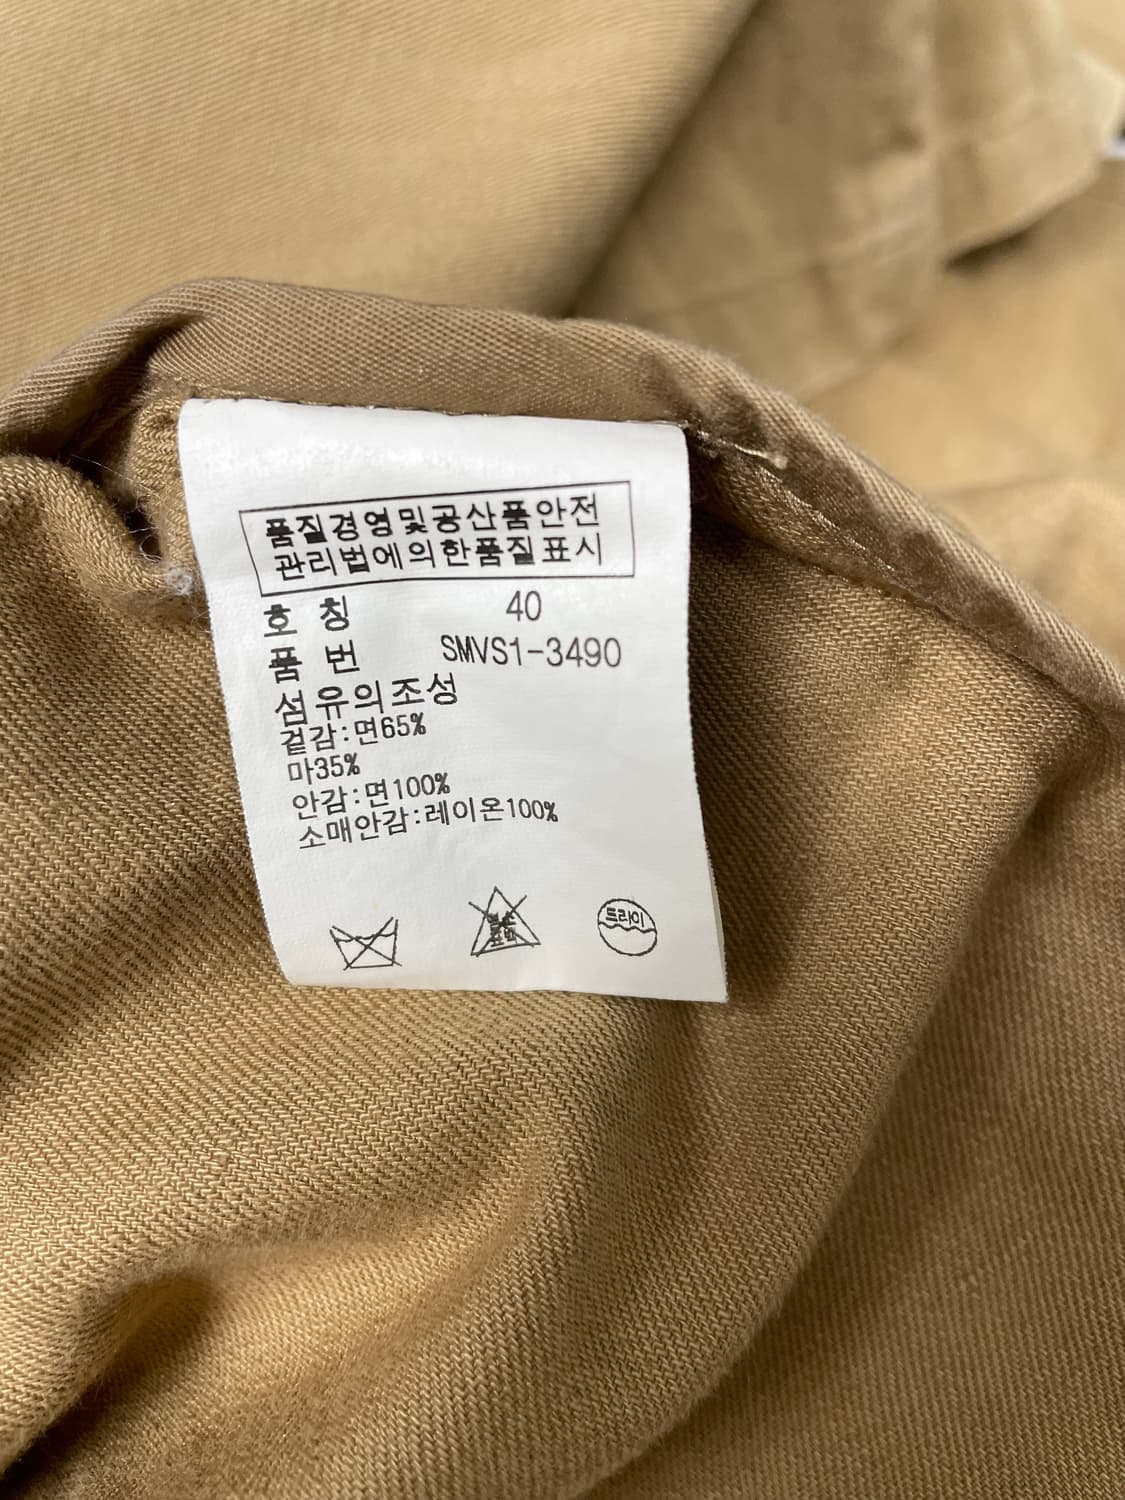 품질경영및공산품안전
관리법에의한품질표시
호 칭 40
품 번 SMVS1-3490
섬유의조성
겉감:면65%
마35%
안감:면100%
소매안감:레이온100%
드라이